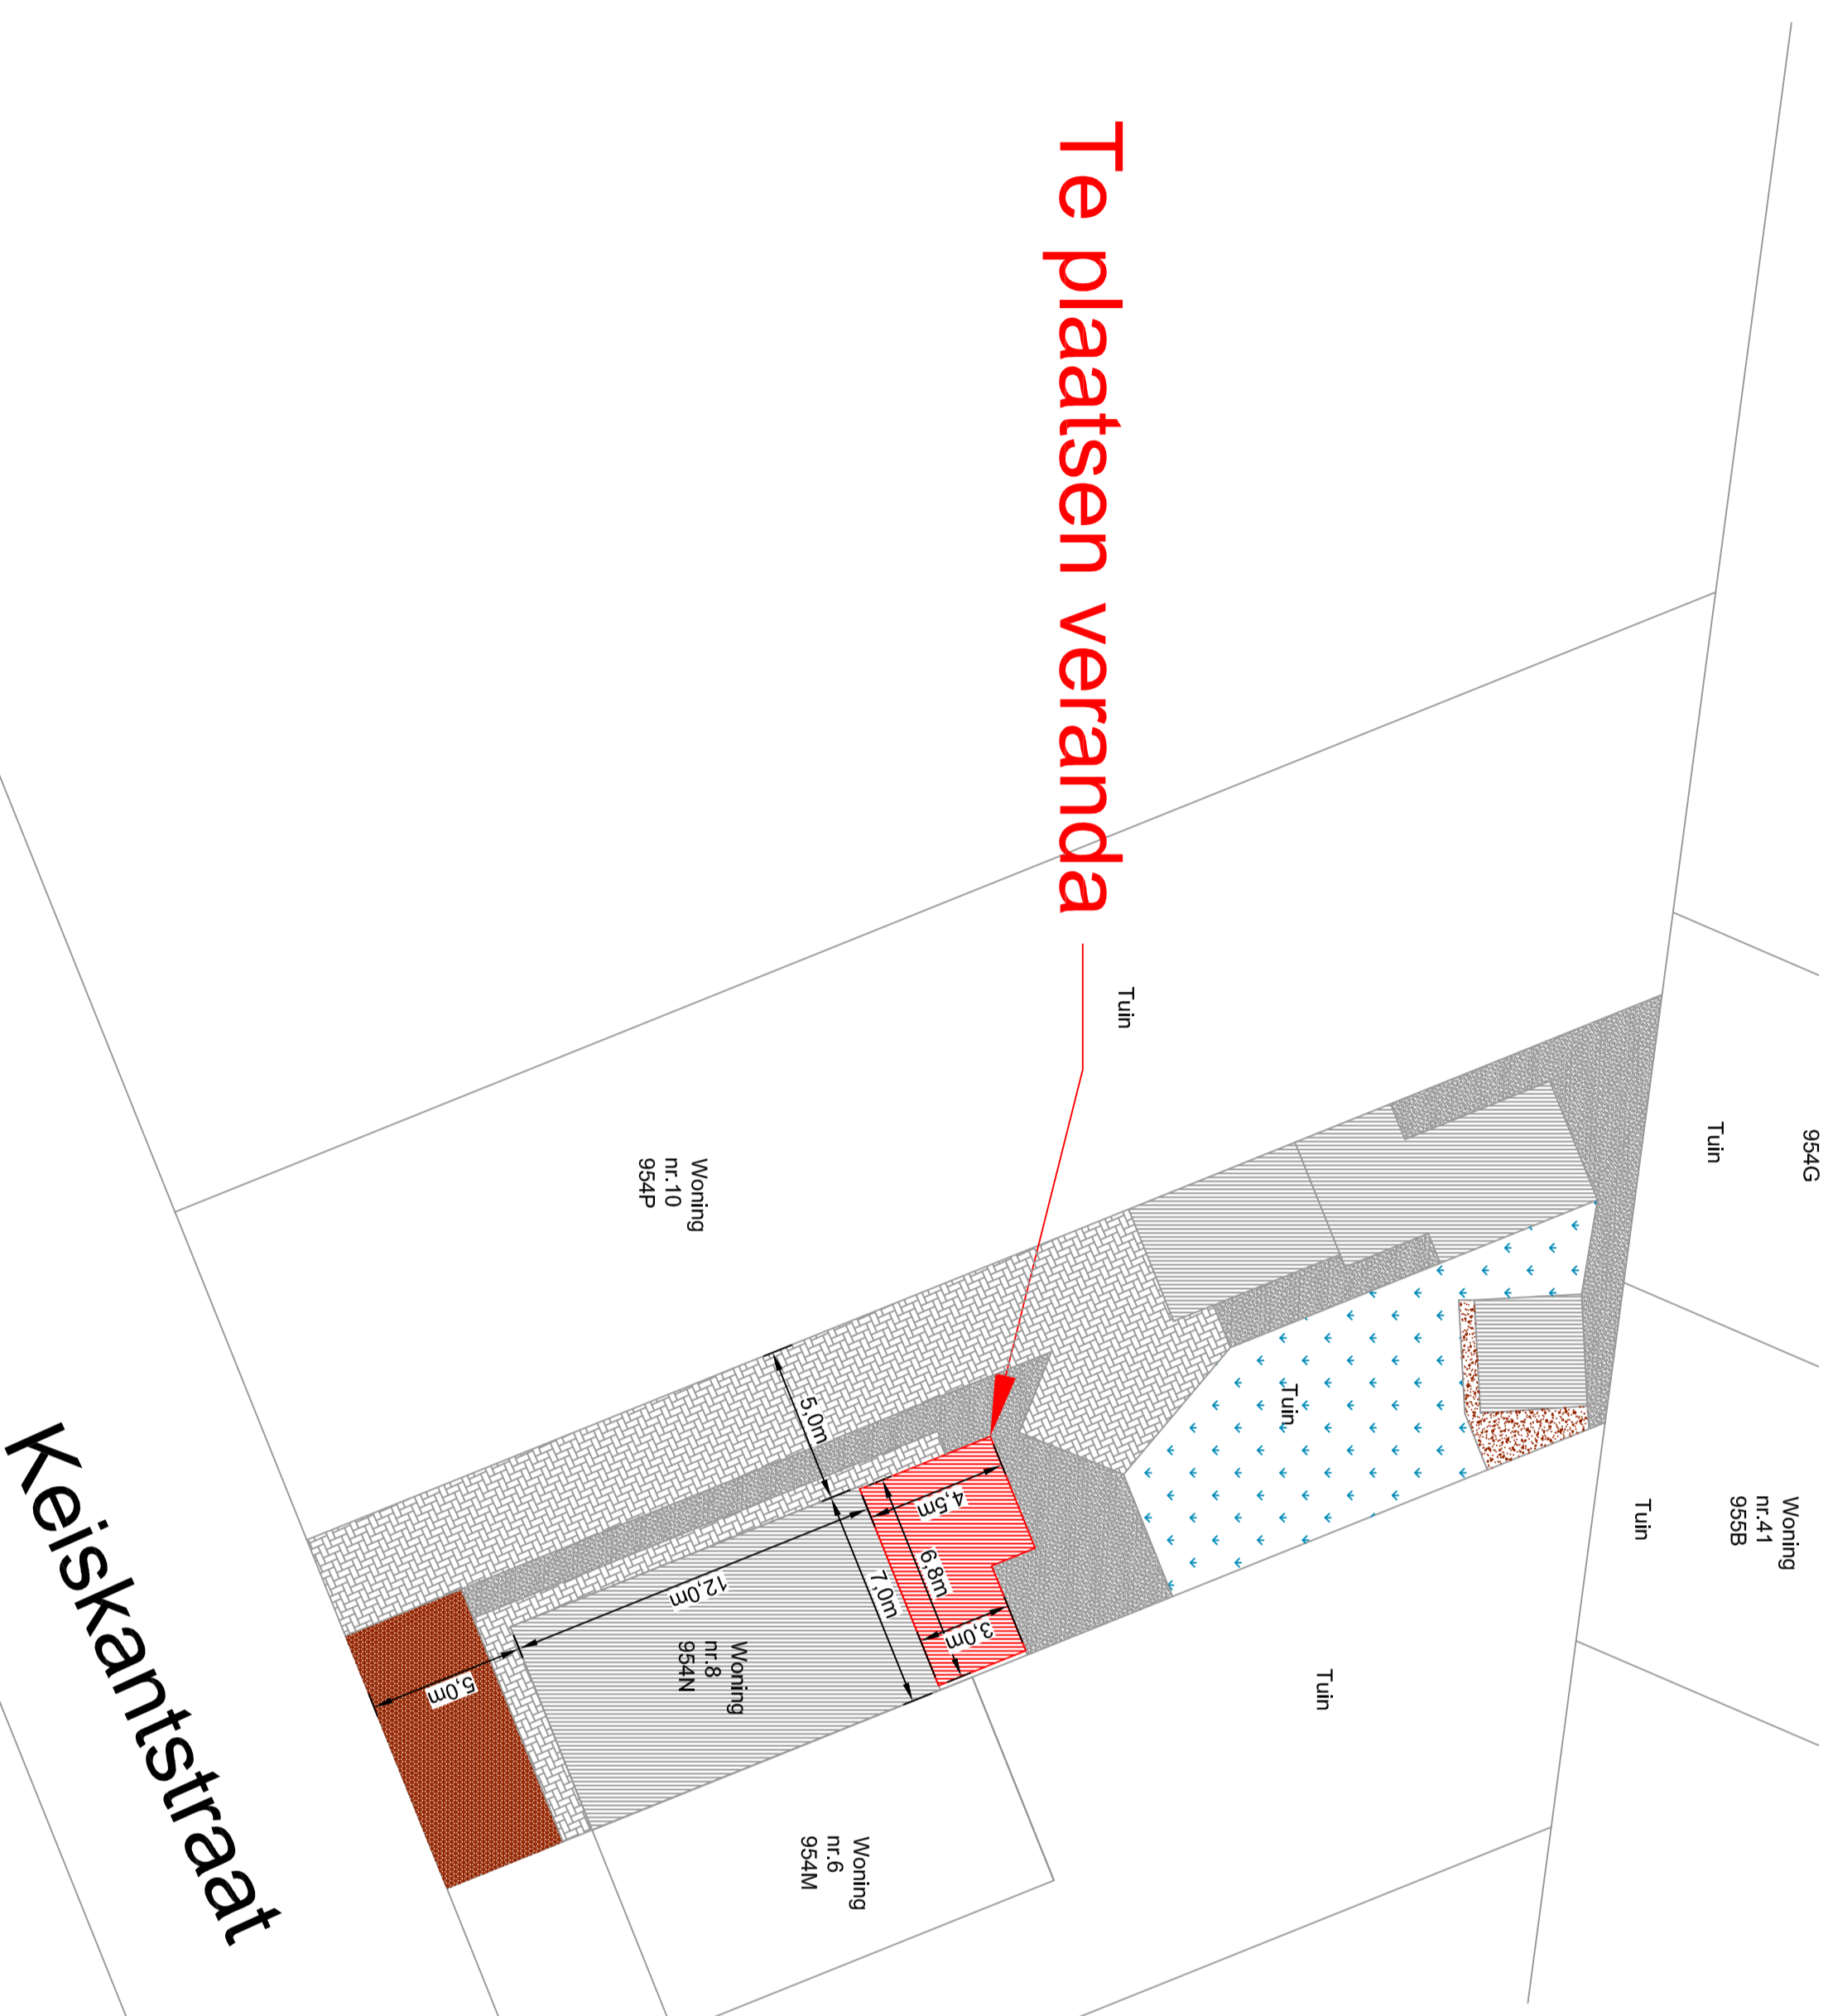 Te plaatsen veranda
Tuin
954G
Tuin
Woning
nr.10
954P
Tuin
Woning
nr.41
955B
Tuin
5,0m
4,5m
6,8m
7,0m
3,0m
12,0m
5,0m
Woning
nr.8
954N
Tuin
Woning
nr.6
954M
Keiskantstraat